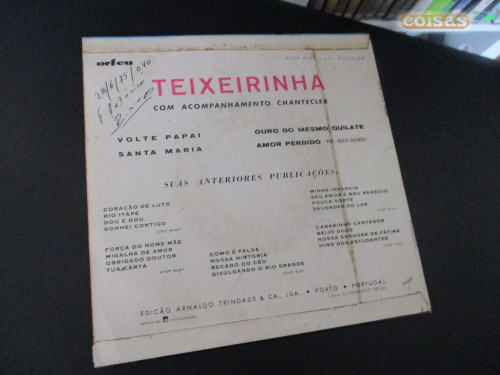 coisas
orfeu
28/6/75
TEIXEIRINHA
COM ACOMPANHAMENTO CHANTECLER
VOLTE PAPAI
SANTA MARIA
OURO DO MESMO QUILATE
AMOR PERDIDO
SUAS ANTERIORES PUBLICAÇÕES:
CORAÇÃO DE LUTO
RIO ITAPÉ
DOU E DOU
SONHEI CONTIGO
FORÇA DO NOME MÃE
MIGALHA DE AMOR
OBRIGADO DOUTOR
TUA CARTA
COMO É FALSA
NOSSA HISTÓRIA
RECADO DO CÉU
DIVULGANDO O RIO GRANDE
MINHA INFANCIA
SEU AMOR É MEU REMÉDIO
POUCA SORTE
SAUDADES DO LAR
CANARINHO CANTADOR
BEIJO DOCE
NOSSA SENHORA DE FÁTIMA
HINO DOS ESTUDANTES
EDIÇÃO ARNALDO TRINDADE & CA., LDA. • PORTO • PORTUGAL